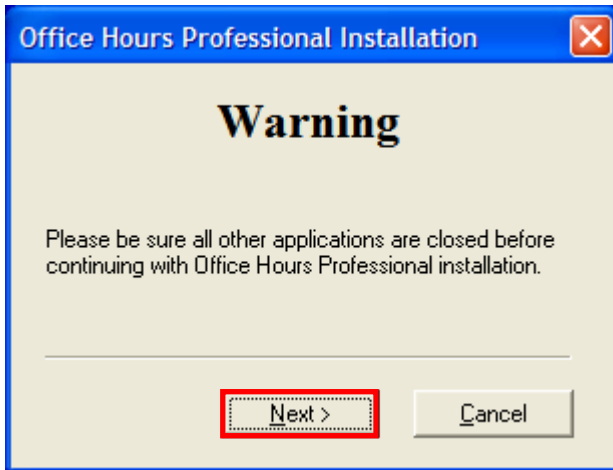 Office Hours Professional Installation
Warning
Please be sure all other applications are closed before
continuing with Office Hours Professional installation.
Next >
Cancel